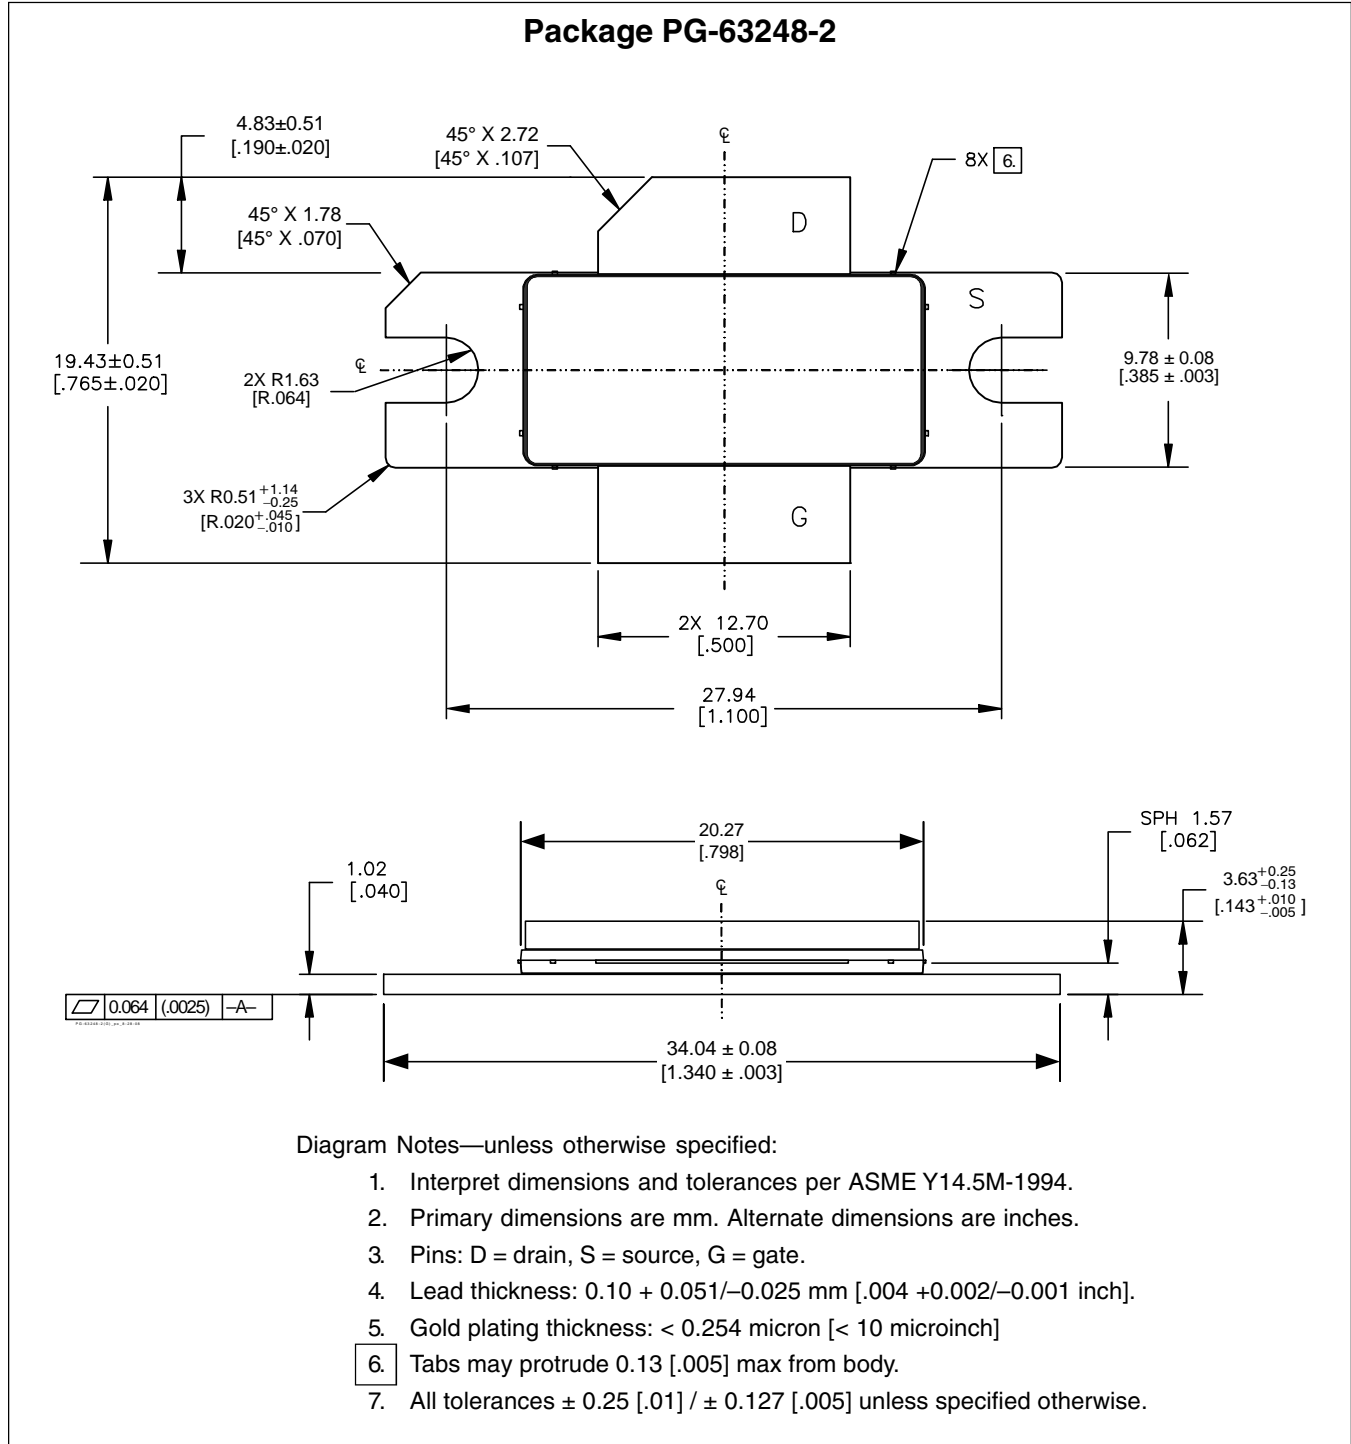 Package PG-63248-2
4.83±0.51
[.190±.020]
45° X 2.72
[45° X .107]
℄
8X 6.
45° X 1.78
[45° X .070]
D
S
19.43±0.51
[.765±.020]
℄
2X R1.63
[R.064]
9.78 ± 0.08
[.385 ± .003]
3X R0.51 +1.14 –0.25
[R.020 +.045 –.010 ]
G
2X 12.70
[.500]
27.94
[1.100]
20.27
[.798]
SPH 1.57
[.062]
1.02
[.040]
℄
3.63 +0.25 –0.13
[.143 +.010 –.005 ]
⏥ 0.064 (.0025) –A–
34.04 ± 0.08
[1.340 ± .003]
Diagram Notes—unless otherwise specified:
1. Interpret dimensions and tolerances per ASME Y14.5M-1994.
2. Primary dimensions are mm. Alternate dimensions are inches.
3. Pins: D = drain, S = source, G = gate.
4. Lead thickness: 0.10 + 0.051/–0.025 mm [.004 +0.002/–0.001 inch].
5. Gold plating thickness: < 0.254 micron [< 10 microinch]
6. Tabs may protrude 0.13 [.005] max from body.
7. All tolerances ± 0.25 [.01] / ± 0.127 [.005] unless specified otherwise.